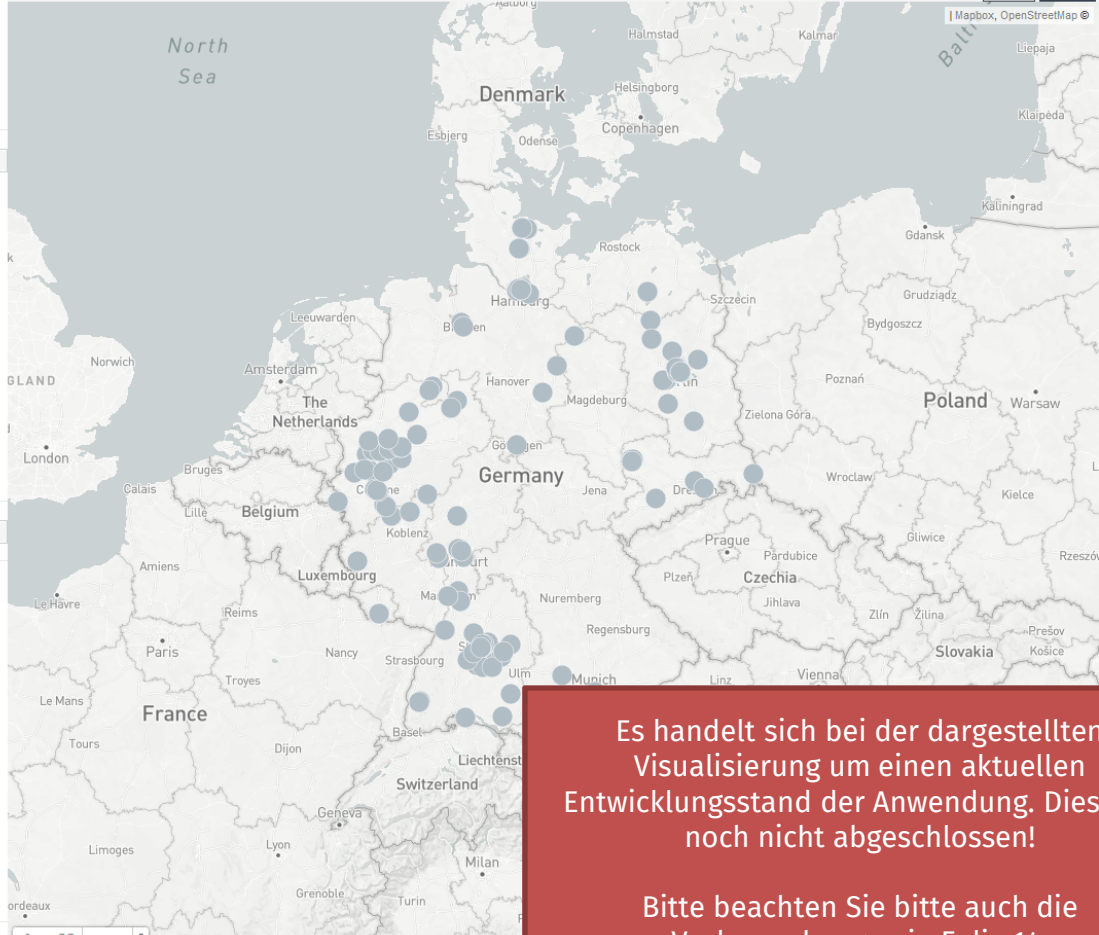 | Mapbox, OpenStreetMap ©
North
Sea
Halmstad
Kalmar
Liepaja
Denmark
Helsingborg
Klaipėda
Copenhagen
Esbjerg
Odense
Kaliningrad
Gdansk
Rostock
Hamburg
Szczecin
Grudziądz
Leeuwarden
Bydgoszcz
Norwich
Amsterdam
Hanover
Poznań
The
Netherlands
Magdeburg
Poland
Warsaw
Zielona Góra
London
Göttingen
Bruges
Germany
Wroclaw
Calais
Jena
Kielce
Lille
Belgium
Koblenz
Gliwice
Prague
Rzeszów
Amiens
Pardubice
Luxembourg
Plzeň
Czechia
Le Havre
Nuremberg
Jihlava
Reims
Zlín
Žilina
Regensburg
Prešov
Paris
Nancy
Strasbourg
Slovakia
Košice
Troyes
Ulm
Munich
Linz
Vienna
Le Mans
France
Basel
Tours
Dijon
Switzerland
Geneva
Limoges
Lyon
Milan
Grenoble
Turin
Es handelt sich bei der dargestellten
Visualisierung um einen aktuellen
Entwicklungsstand der Anwendung. Dies
noch nicht abgeschlossen!
Bitte beachten Sie bitte auch die